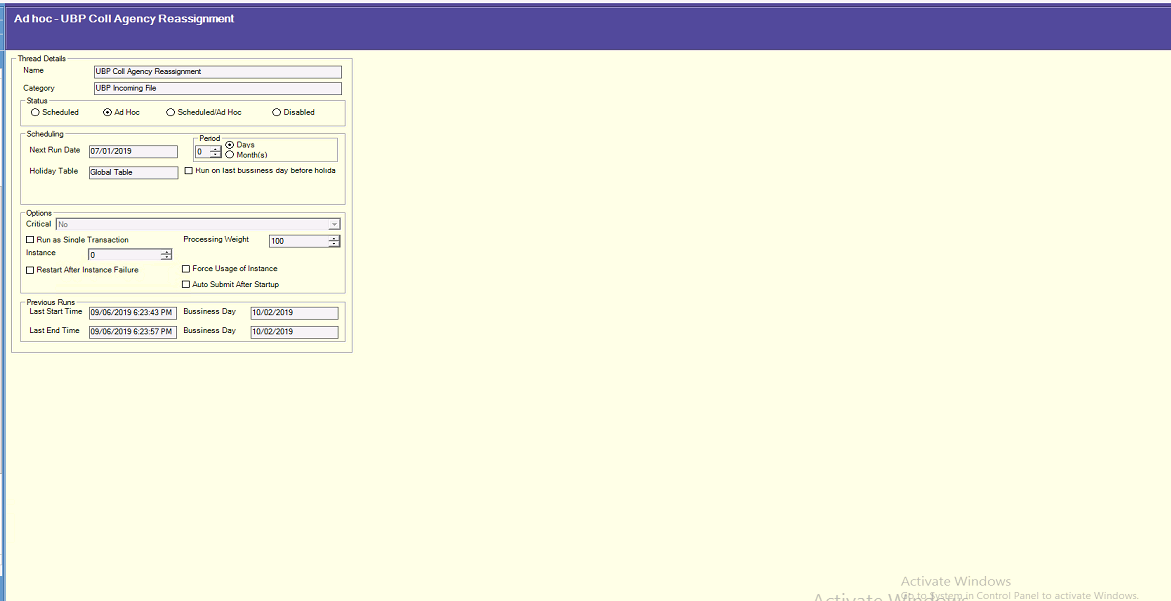 Ad hoc - UBP Coll Agency Reassignment
Thread Details
Name UBP Coll Agency Reassignment
Category UBP Incoming File
Status
Scheduled Ad Hoc Scheduled/Ad Hoc Disabled
Scheduling
Period
Next Run Date 07/01/2019 0 Days
Month(s)
Holiday Table Global Table Run on last bussiness day before holida
Options
Critical No
Run as Single Transaction Processing Weight 100
Instance 0
Restart After Instance Failure Force Usage of Instance
Auto Submit After Startup
Previous Runs
Last Start Time 09/06/2019 6:23:43 PM Bussiness Day 10/02/2019
Last End Time 09/06/2019 6:23:57 PM Bussiness Day 10/02/2019
Activate Windows
Go to System in Control Panel to activate Windows.
Activate Windows